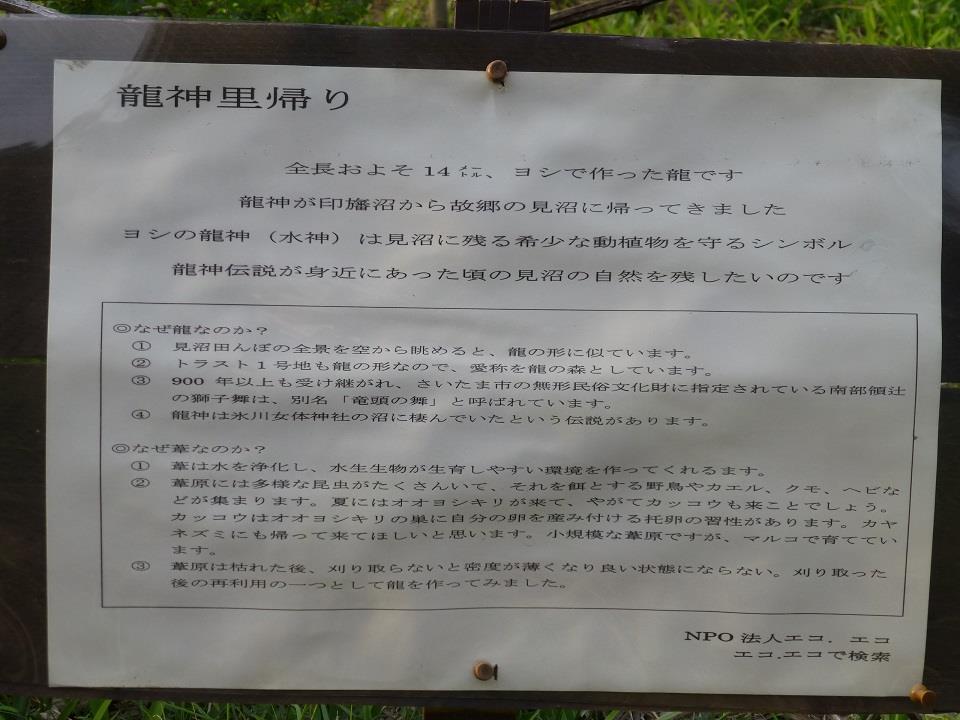 龍神里帰り
全長およそ14㍍、ヨシで作った龍です
龍神が印旛沼から故郷の見沼に帰ってきました
ヨシの龍神（水神）は見沼に残る希少な動植物を守るシンボル
龍神伝説が身近にあった頃の見沼の自然を残したいのです
◎なぜ龍なのか？
① 見沼田んぼの全景を空から眺めると、龍の形に似ています。
② トラスト１号地も龍の形なので、愛称を龍の森としています。
③ 900 年以上も受け継がれ、さいたま市の無形民俗文化財に指定されている南部領辻
の獅子舞は、別名「竜頭の舞」と呼ばれています。
④ 龍神は氷川女体神社の沼に棲んでいたという伝説があります。
◎なぜ葦なのか？
① 葦は水を浄化し、水生生物が生育しやすい環境を作ってくれるます。
② 葦原には多様な昆虫がたくさんいて、それを餌とする野鳥やカエル、クモ、ヘビな
どが集まります。夏にはオオヨシキリが来て、やがてカッコウも来ことでしょう。
カッコウはオオヨシキリの巣に自分の卵を産み付ける托卵の習性があります。カヤ
ネズミにも帰って来てほしいと思います。小規模な葦原ですが、マルコで育ててい
ます。
③ 葦原は枯れた後、刈り取らないと密度が薄くなり良い状態にならない。刈り取った
後の再利用の一つとして龍を作ってみました。
NPO 法人エコ．エコ
エコ.エコで検索